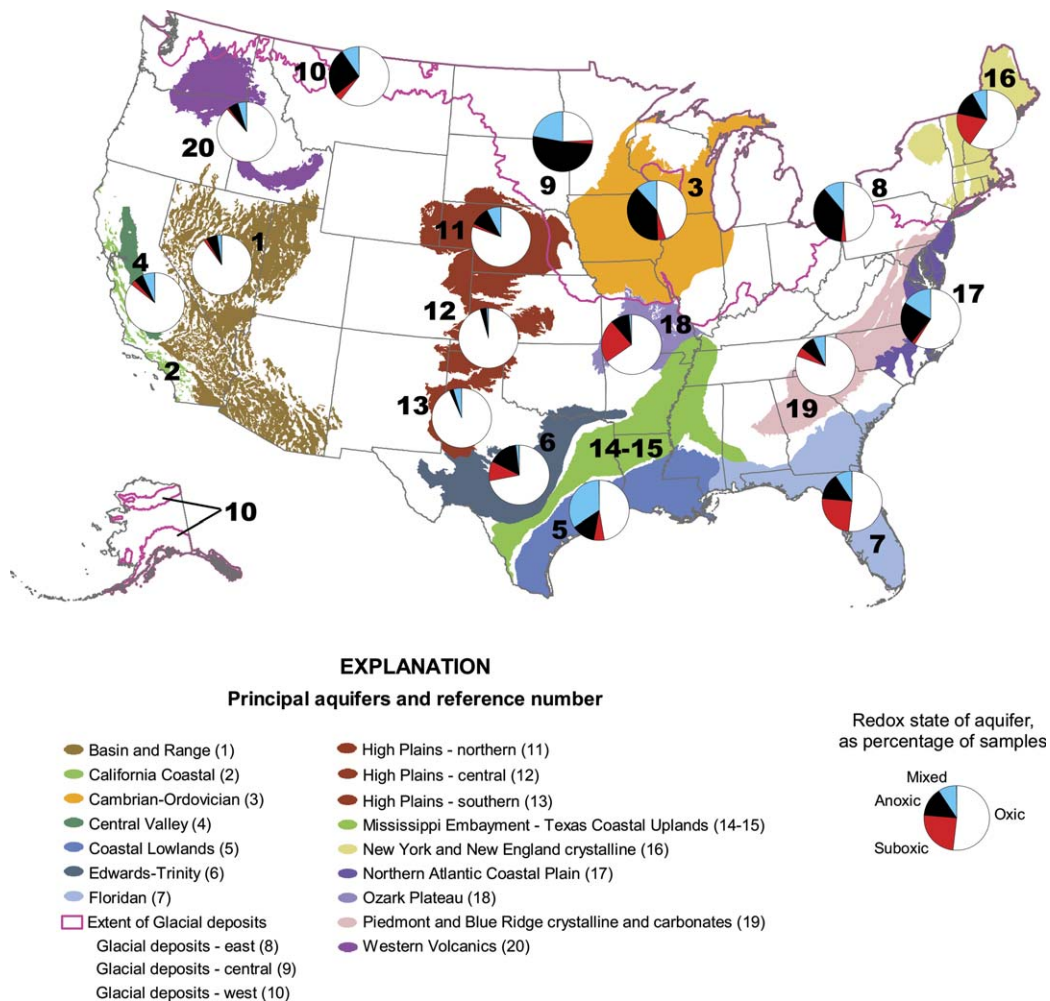 10
16
20
9
3
8
11
1
4
12
18
17
2
13
19
6
14-15
10
5
7
EXPLANATION
Principal aquifers and reference number
Basin and Range (1)
California Coastal (2)
Cambrian-Ordovician (3)
Central Valley (4)
Coastal Lowlands (5)
Edwards-Trinity (6)
Floridan (7)
Extent of Glacial deposits
Glacial deposits - east (8)
Glacial deposits - central (9)
Glacial deposits - west (10)
High Plains - northern (11)
High Plains - central (12)
High Plains - southern (13)
Mississippi Embayment - Texas Coastal Uplands (14-15)
New York and New England crystalline (16)
Northern Atlantic Coastal Plain (17)
Ozark Plateau (18)
Piedmont and Blue Ridge crystalline and carbonates (19)
Western Volcanics (20)
Redox state of aquifer,
as percentage of samples
Mixed
Anoxic
Oxic
Suboxic